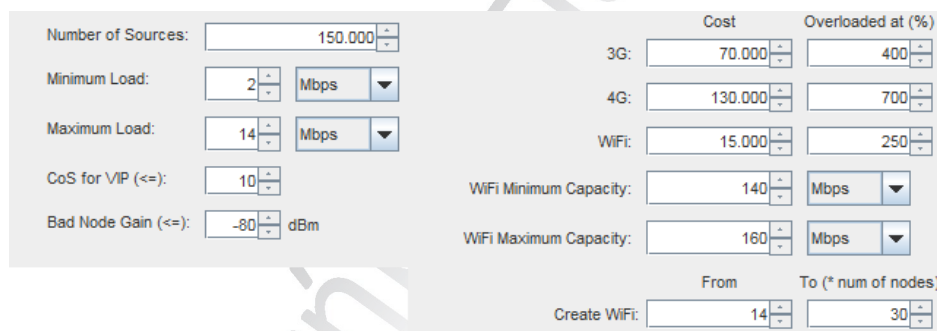 Number of Sources: 150.000
Minimum Load: 2 Mbps
Maximum Load: 14 Mbps
CoS for VIP (<=): 10
Bad Node Gain (<=): -80 dBm
Cost Overloaded at (%)
3G: 70.000 400
4G: 130.000 700
WiFi: 15.000 250
WiFi Minimum Capacity: 140 Mbps
WiFi Maximum Capacity: 160 Mbps
From To (* num of nodes)
Create WiFi: 14 30